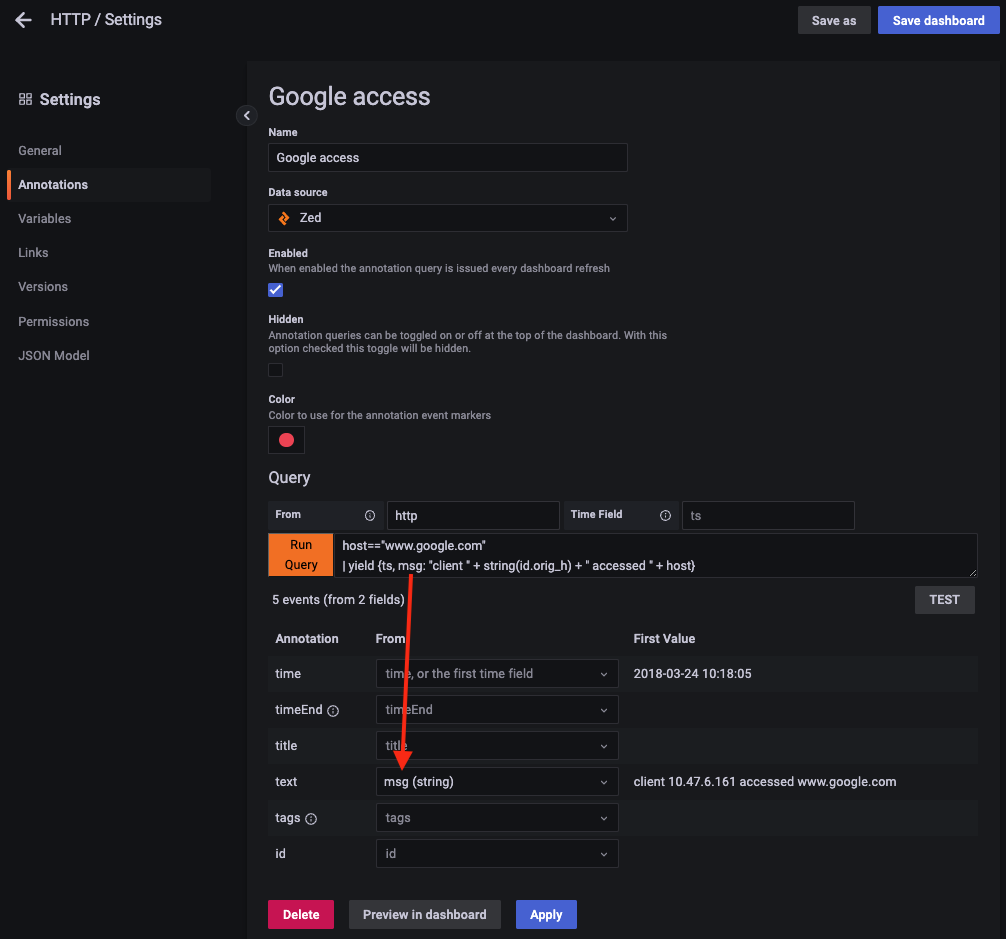 HTTP / Settings
Save as
Save dashboard
Settings
General
Annotations
Variables
Links
Versions
Permissions
JSON Model
Google access
Name
Google access
Data source
Zed
Enabled
When enabled the annotation query is issued every dashboard refresh
Hidden
Annotation queries can be toggled on or off at the top of the dashboard. With this
option checked this toggle will be hidden.
Color
Color to use for the annotation event markers
Query
From http Time Field ts
Run
Query
host=="www.google.com"
| yield {ts, msg: "client " + string(id.orig_h) + " accessed " + host}
5 events (from 2 fields)
TEST
Annotation From First Value
time time, or the first time field 2018-03-24 10:18:05
timeEnd timeEnd
title title
text msg (string) client 10.47.6.161 accessed www.google.com
tags tags
id id
Delete Preview in dashboard Apply